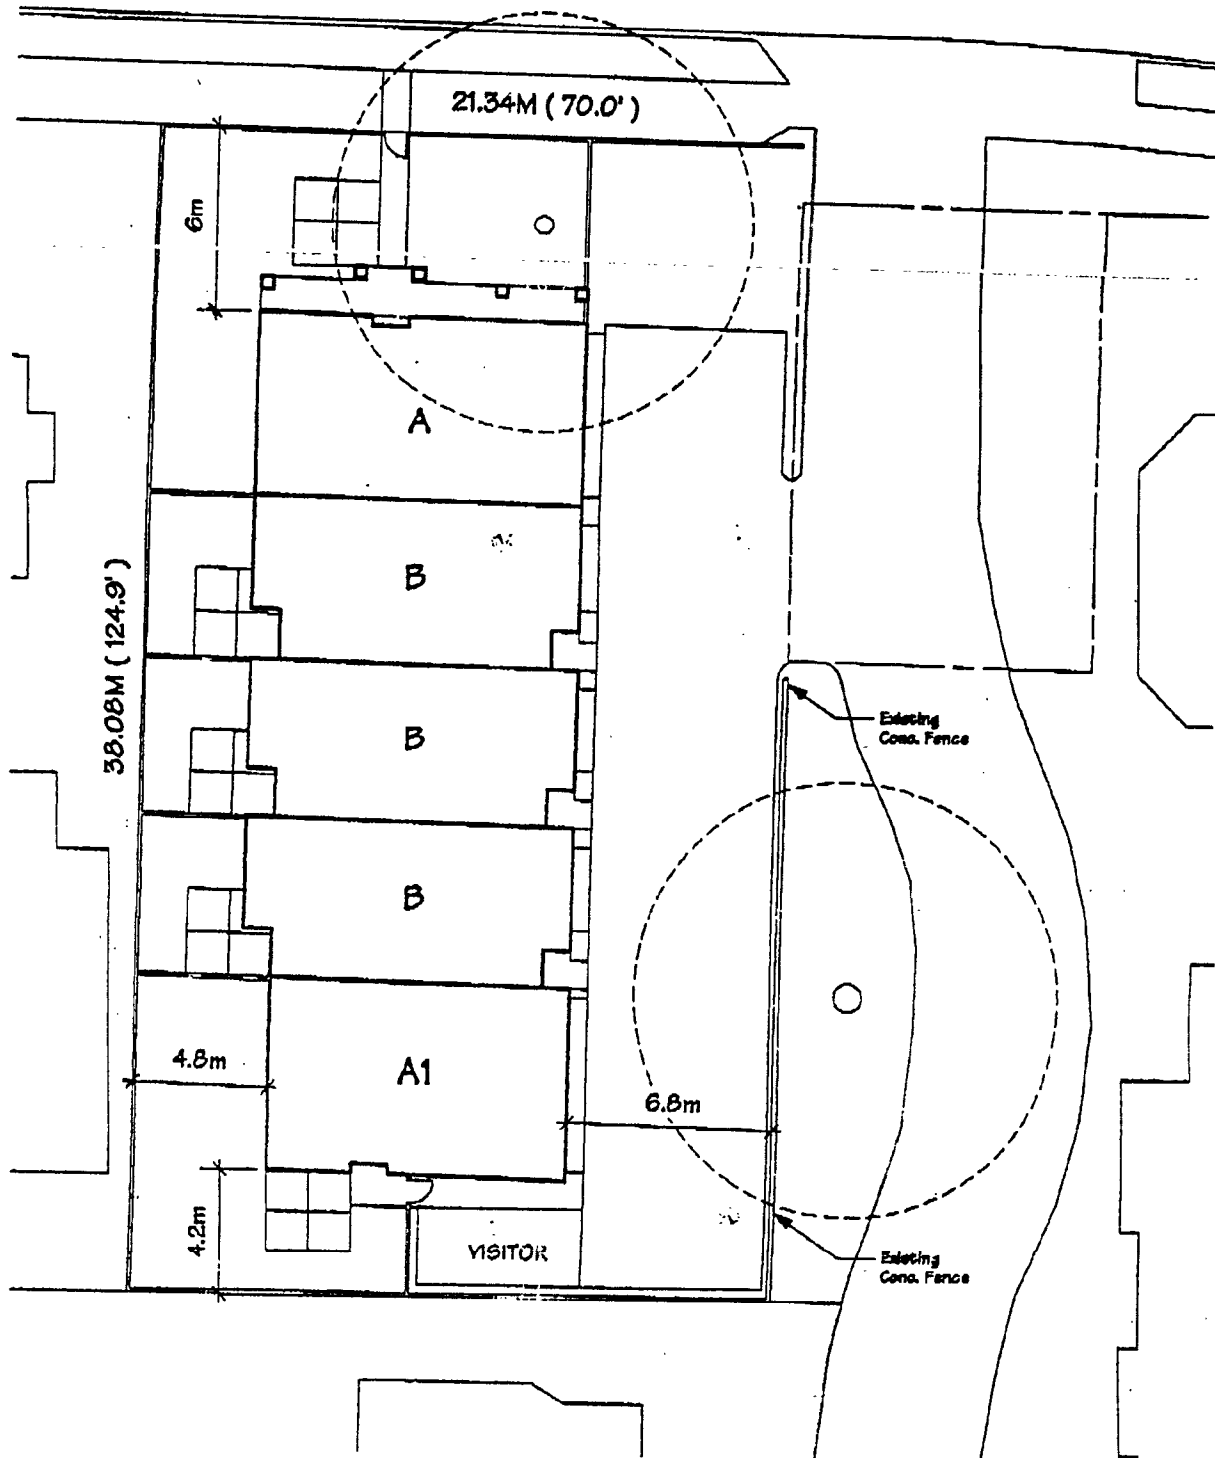 21.34M ( 70.0' )
6m
A
B
38.08M ( 124.9' )
B
Existing
Conc. Fence
B
4.8m
A1
6.8m
4.2m
VISITOR
Existing
Conc. Fence